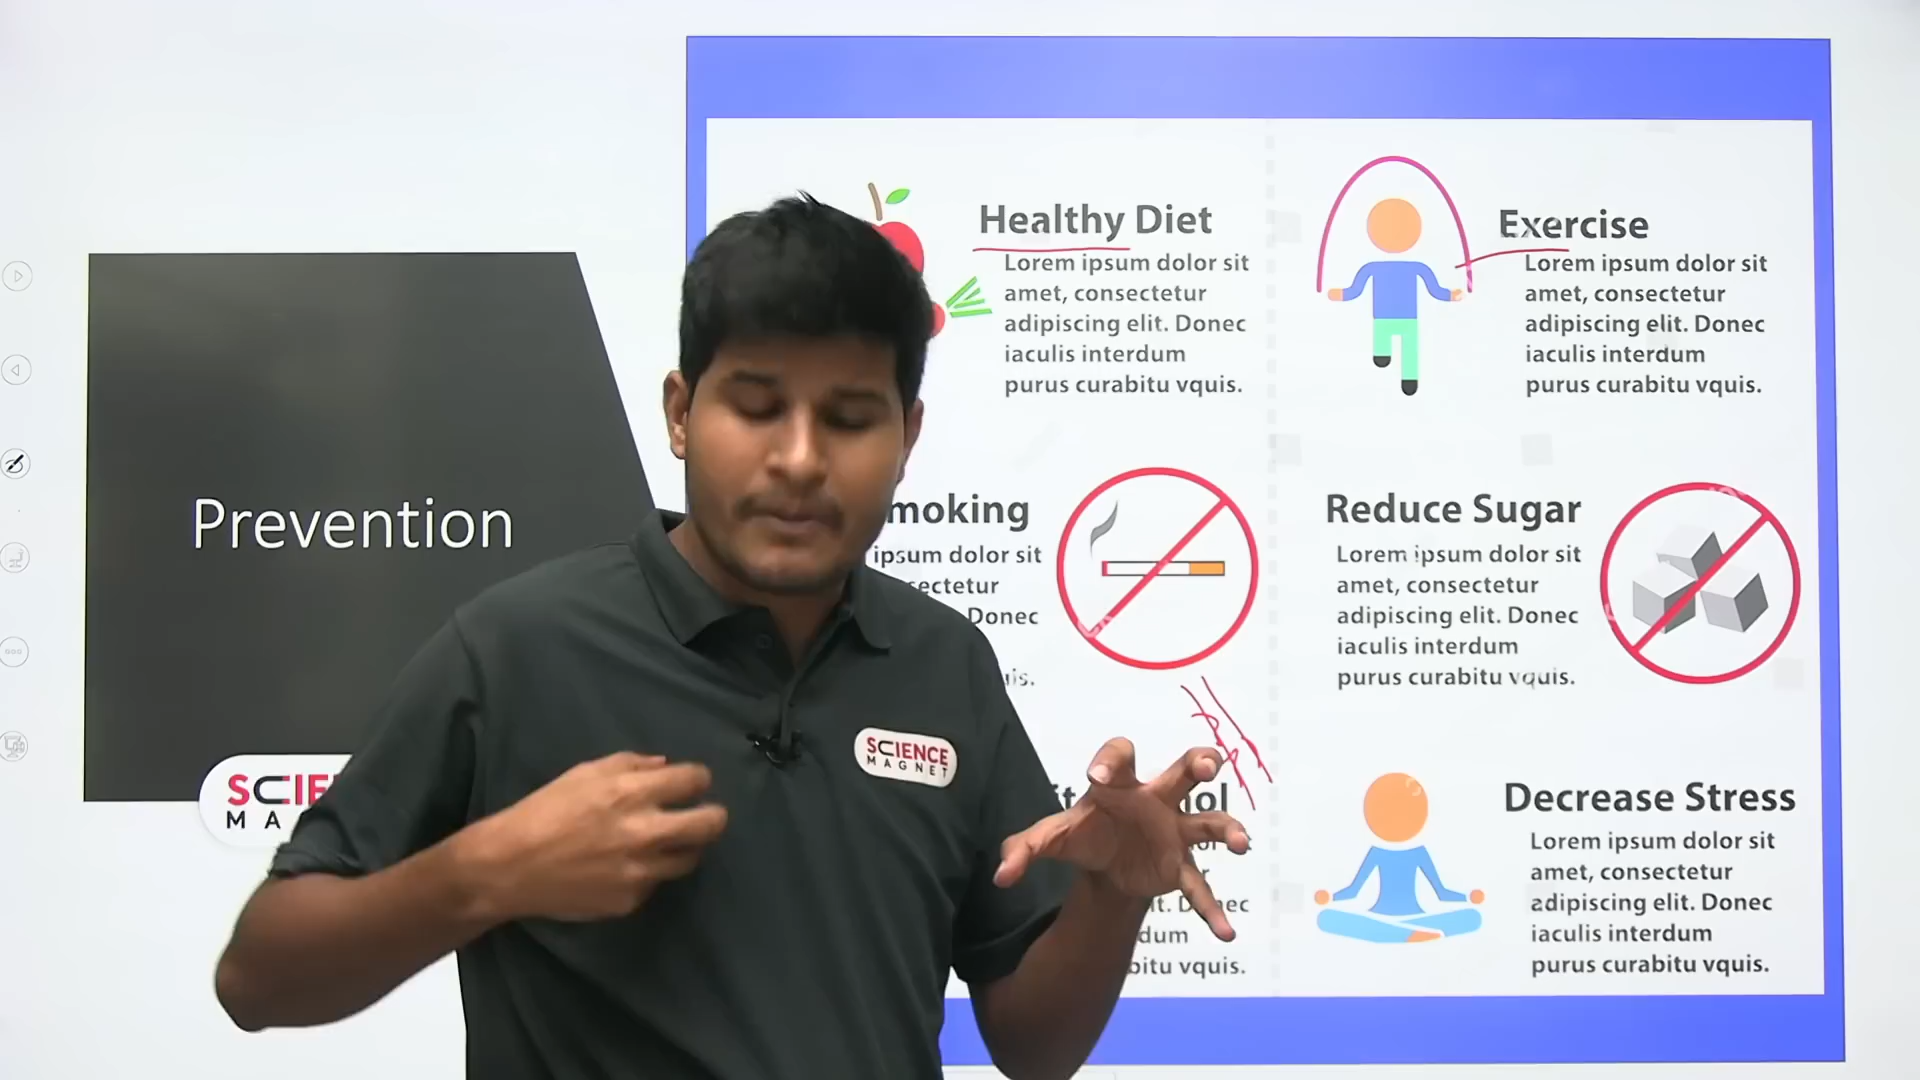 Prevention
SCIENCE
MAGNET
Healthy Diet
Lorem ipsum dolor sit
amet, consectetur
adipiscing elit. Donec
iaculis interdum
purus curabitu vquis.
Exercise
Lorem ipsum dolor sit
amet, consectetur
adipiscing elit. Donec
iaculis interdum
purus curabitu vquis.
moking
ipsum dolor sit
sectetur
Donec
is.
Reduce Sugar
Lorem ipsum dolor sit
amet, consectetur
adipiscing elit. Donec
iaculis interdum
purus curabitu vquis.
ol
dum
bitu vquis.
Decrease Stress
Lorem ipsum dolor sit
amet, consectetur
adipiscing elit. Donec
iaculis interdum
purus curabitu vquis.